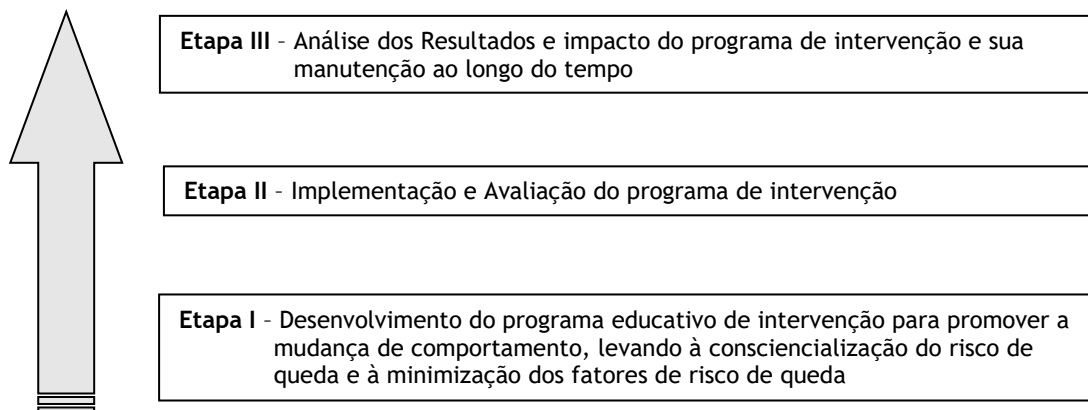 Etapa III – Análise dos Resultados e impacto do programa de intervenção e sua
manutenção ao longo do tempo
Etapa II – Implementação e Avaliação do programa de intervenção
Etapa I – Desenvolvimento do programa educativo de intervenção para promover a
mudança de comportamento, levando à consciencialização do risco de
queda e à minimização dos fatores de risco de queda